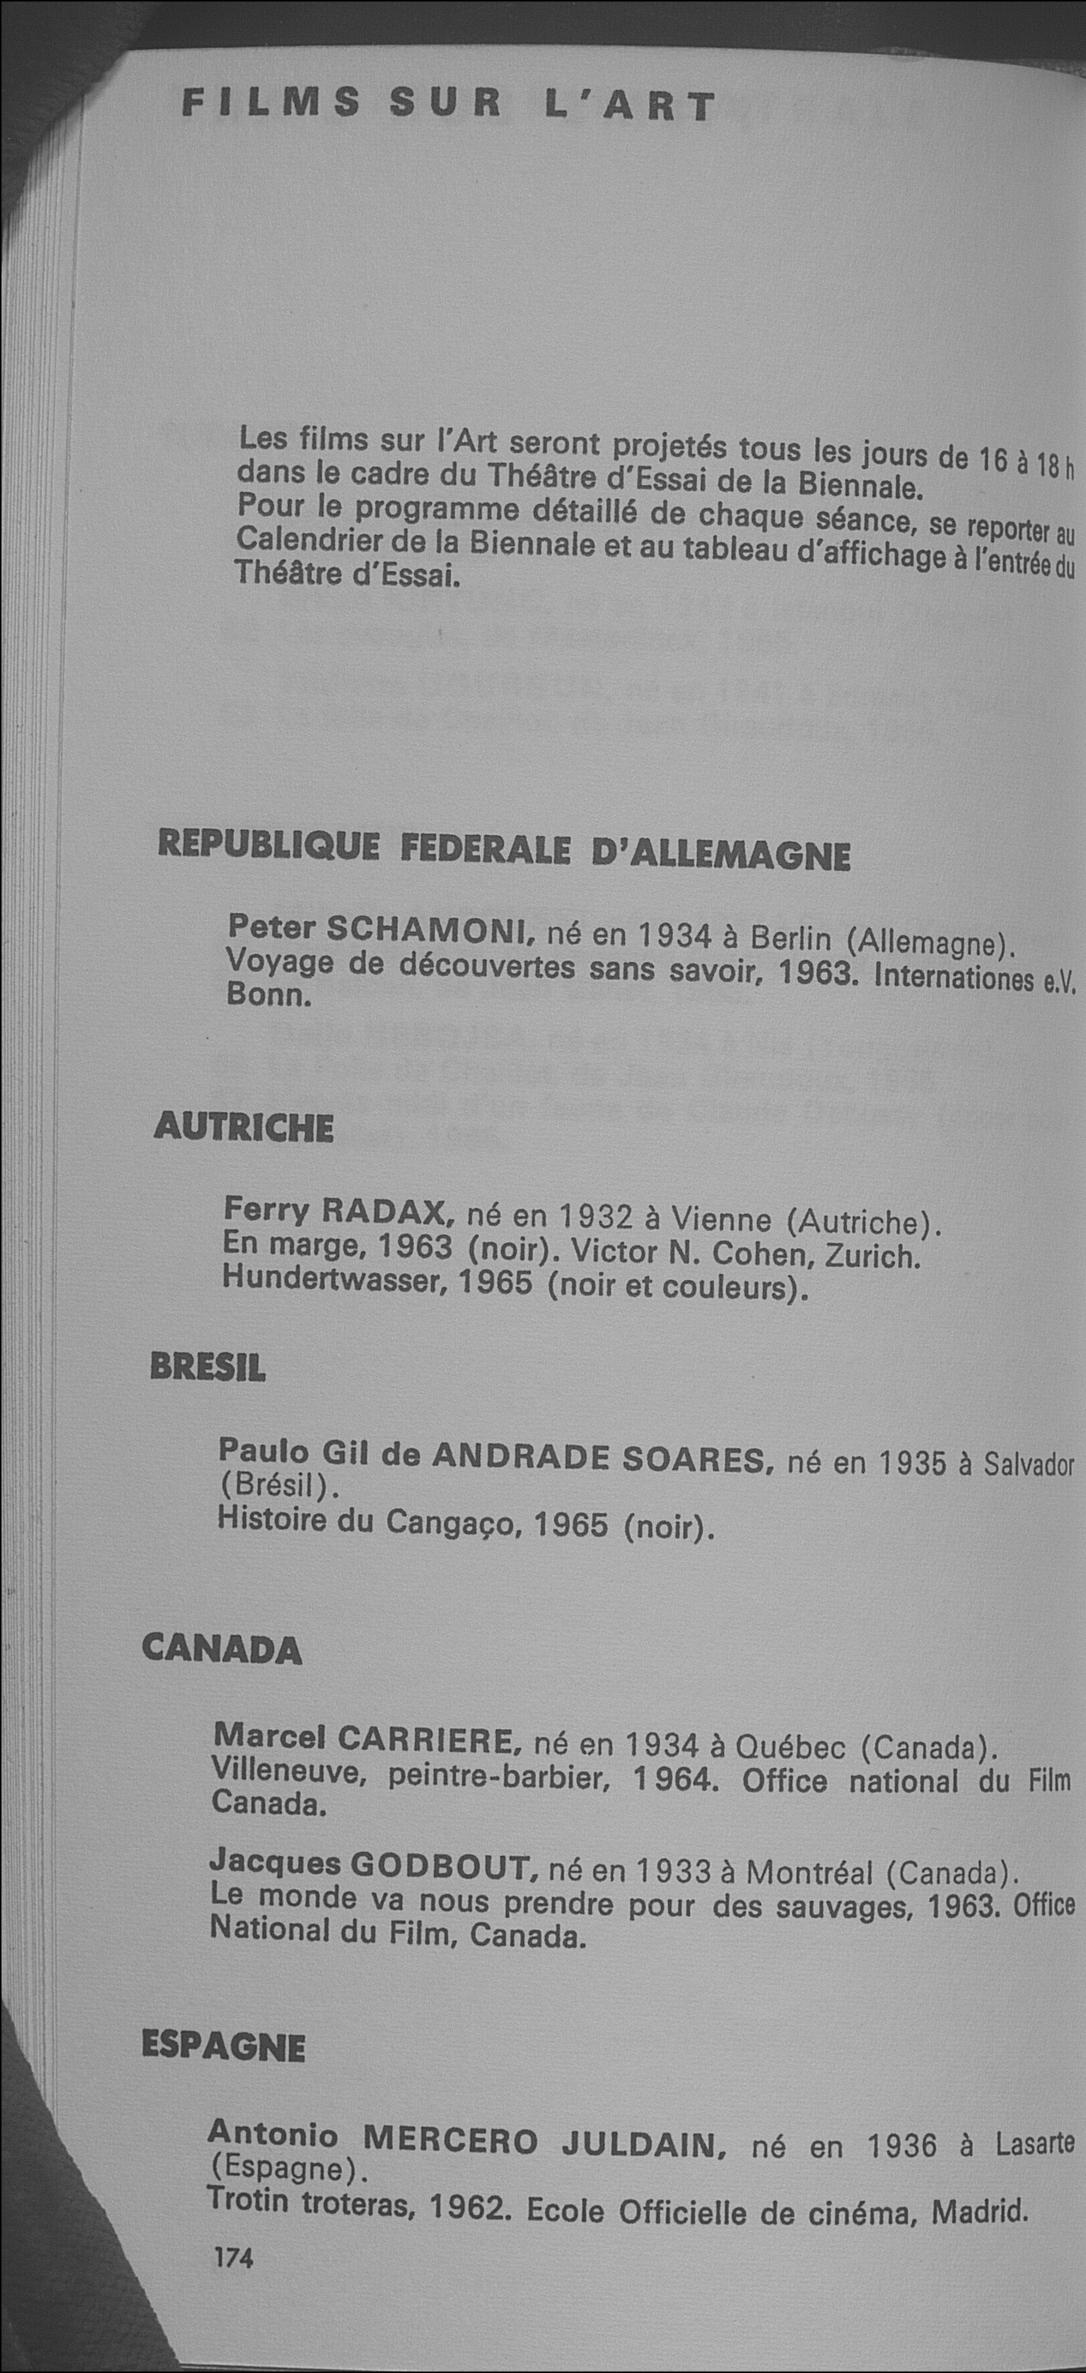 FILMS SUR L'ART
Les films sur l'Art seront projetés tous les jours de 16 à 18 h
dans le cadre du Théâtre d'Essai de la Biennale.
Pour le programme détaillé de chaque séance, se reporter au
Calendrier de la Biennale et au tableau d'affichage à l'entrée du
Théâtre d'Essai.
REPUBLIQUE FEDERALE D'ALLEMAGNE
Peter SCHAMONI, né en 1934 à Berlin (Allemagne).
Voyage de découvertes sans savoir, 1963. Internationes e.V.
Bonn.
AUTRICHE
Ferry RADAX, né en 1932 à Vienne (Autriche).
En marge, 1963 (noir). Victor N. Cohen, Zurich.
Hundertwasser, 1965 (noir et couleurs).
BRESIL
Paulo Gil de ANDRADE SOARES, né en 1935 à Salvador
(Brésil).
Histoire du Cangaço, 1965 (noir).
CANADA
Marcel CARRIERE, né en 1934 à Québec (Canada).
Villeneuve, peintre-barbier, 1964. Office national du Film
Canada.
Jacques GODBOUT, né en 1933 à Montréal (Canada).
Le monde va nous prendre pour des sauvages, 1963. Office
National du Film, Canada.
ESPAGNE
Antonio MERCERO JULDAIN, né en 1936 à Lasarte
(Espagne).
Trotin troteras, 1962. Ecole Officielle de cinéma, Madrid.
174